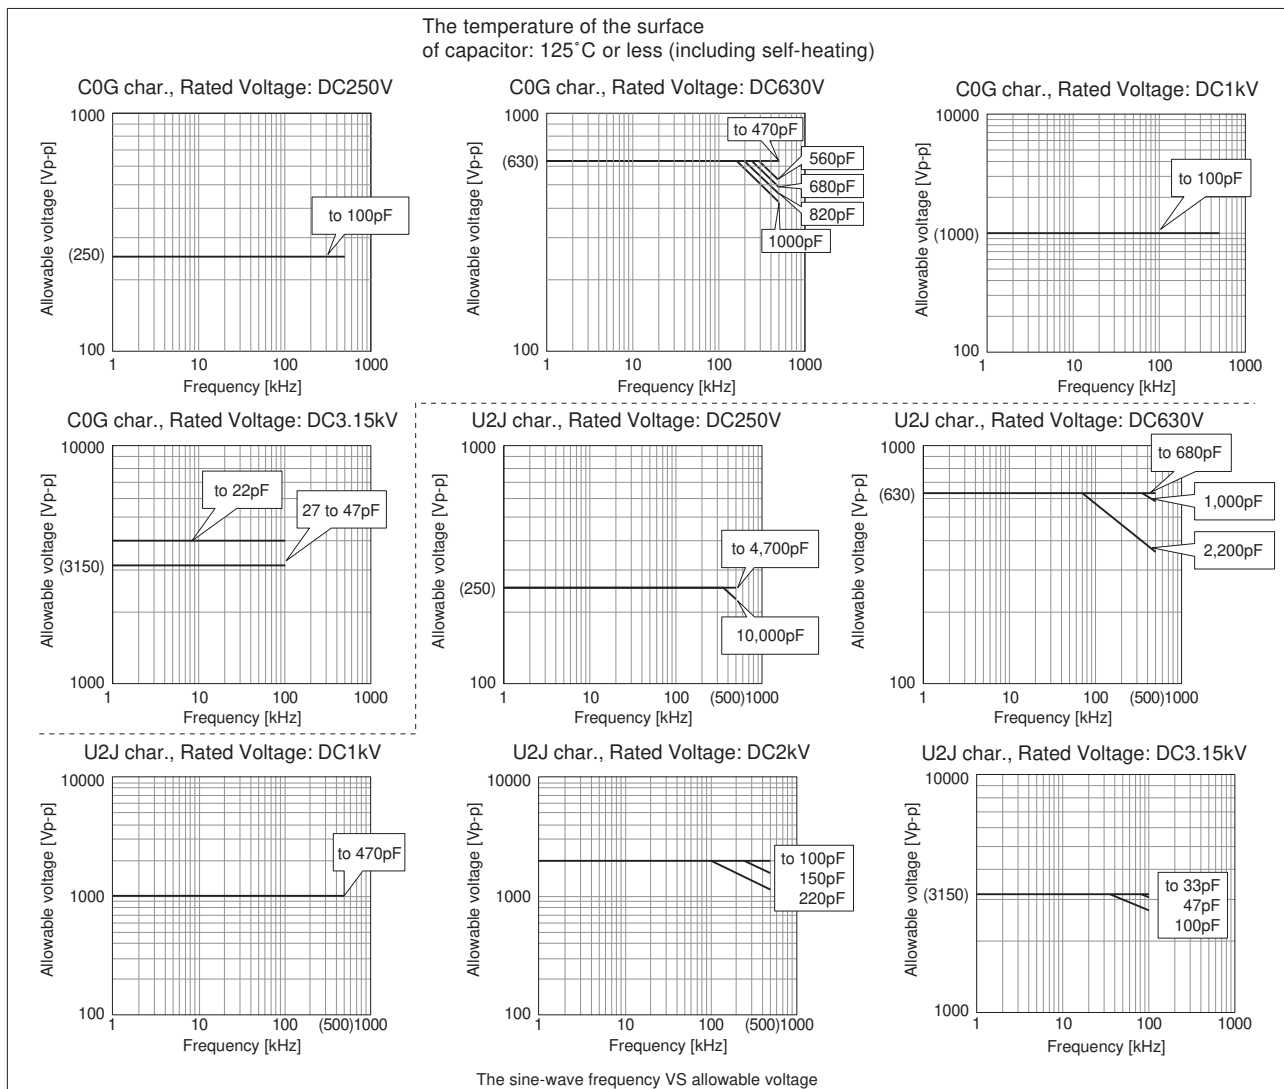 The temperature of the surface
of capacitor: 125°C or less (including self-heating)
C0G char., Rated Voltage: DC250V
1000
(250)
100
Allowable voltage [Vp-p]
to 100pF
1 10 100 1000
Frequency [kHz]
C0G char., Rated Voltage: DC630V
1000
(630)
100
Allowable voltage [Vp-p]
to 470pF
560pF
680pF
820pF
1000pF
1 10 100 1000
Frequency [kHz]
C0G char., Rated Voltage: DC1kV
10000
(1000)
100
Allowable voltage [Vp-p]
to 100pF
1 10 100 1000
Frequency [kHz]
C0G char., Rated Voltage: DC3.15kV
10000
(3150)
1000
Allowable voltage [Vp-p]
to 22pF
27 to 47pF
1 10 100 1000
Frequency [kHz]
U2J char., Rated Voltage: DC250V
1000
(250)
100
Allowable voltage [Vp-p]
to 4,700pF
10,000pF
1 10 100 (500)1000
Frequency [kHz]
U2J char., Rated Voltage: DC630V
1000
(630)
100
Allowable voltage [Vp-p]
to 680pF
1,000pF
2,200pF
1 10 100 (500)1000
Frequency [kHz]
U2J char., Rated Voltage: DC1kV
10000
1000
100
Allowable voltage [Vp-p]
to 470pF
1 10 100 (500)1000
Frequency [kHz]
U2J char., Rated Voltage: DC2kV
10000
1000
100
Allowable voltage [Vp-p]
to 100pF
150pF
220pF
1 10 100 (500)1000
Frequency [kHz]
U2J char., Rated Voltage: DC3.15kV
10000
(3150)
1000
Allowable voltage [Vp-p]
to 33pF
47pF
100pF
1 10 100 1000
Frequency [kHz]
The sine-wave frequency VS allowable voltage